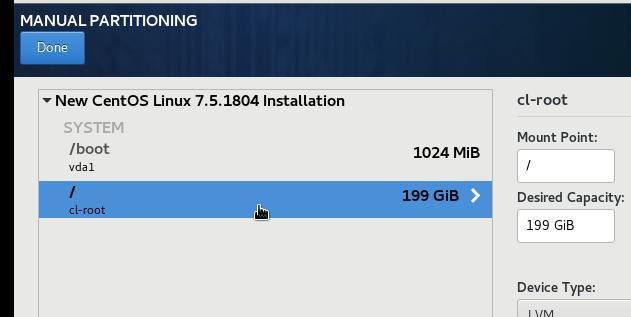 MANUAL PARTITIONING
Done
New CentOS Linux 7.5.1804 Installation
SYSTEM
/boot
1024 MiB
vda1
/
199 GiB
cl-root
cl-root
Mount Point:
/
Desired Capacity:
199 GiB
Device Type:
LVM